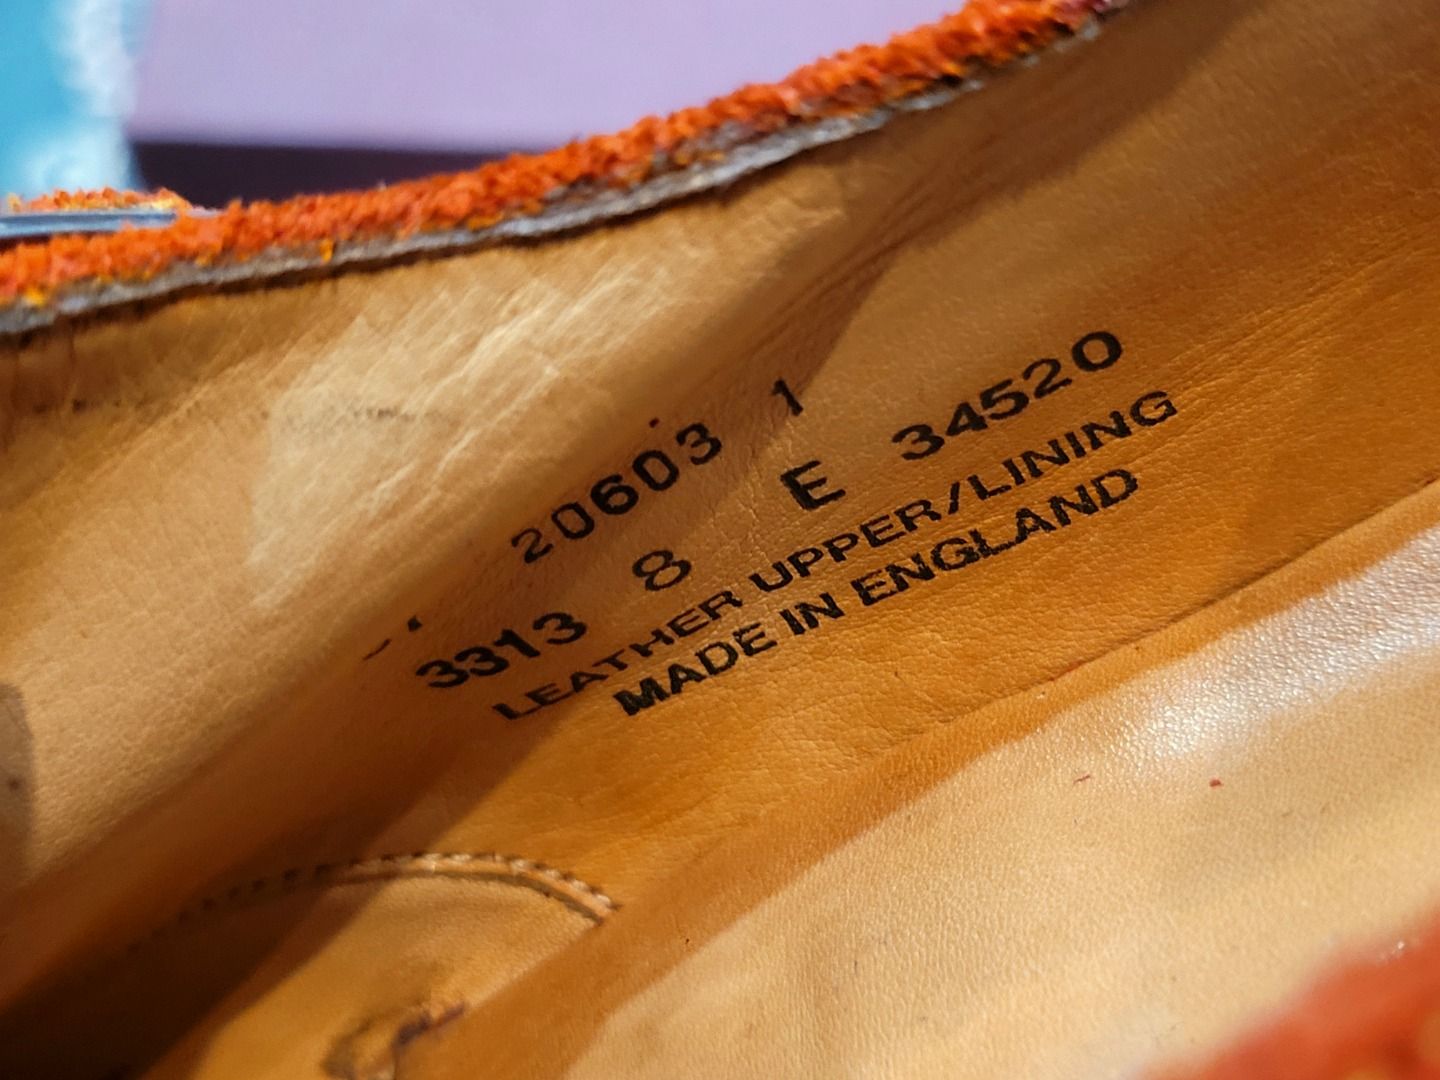 20603 1
3313 8 E 34520
LEATHER UPPER/LINING
MADE IN ENGLAND